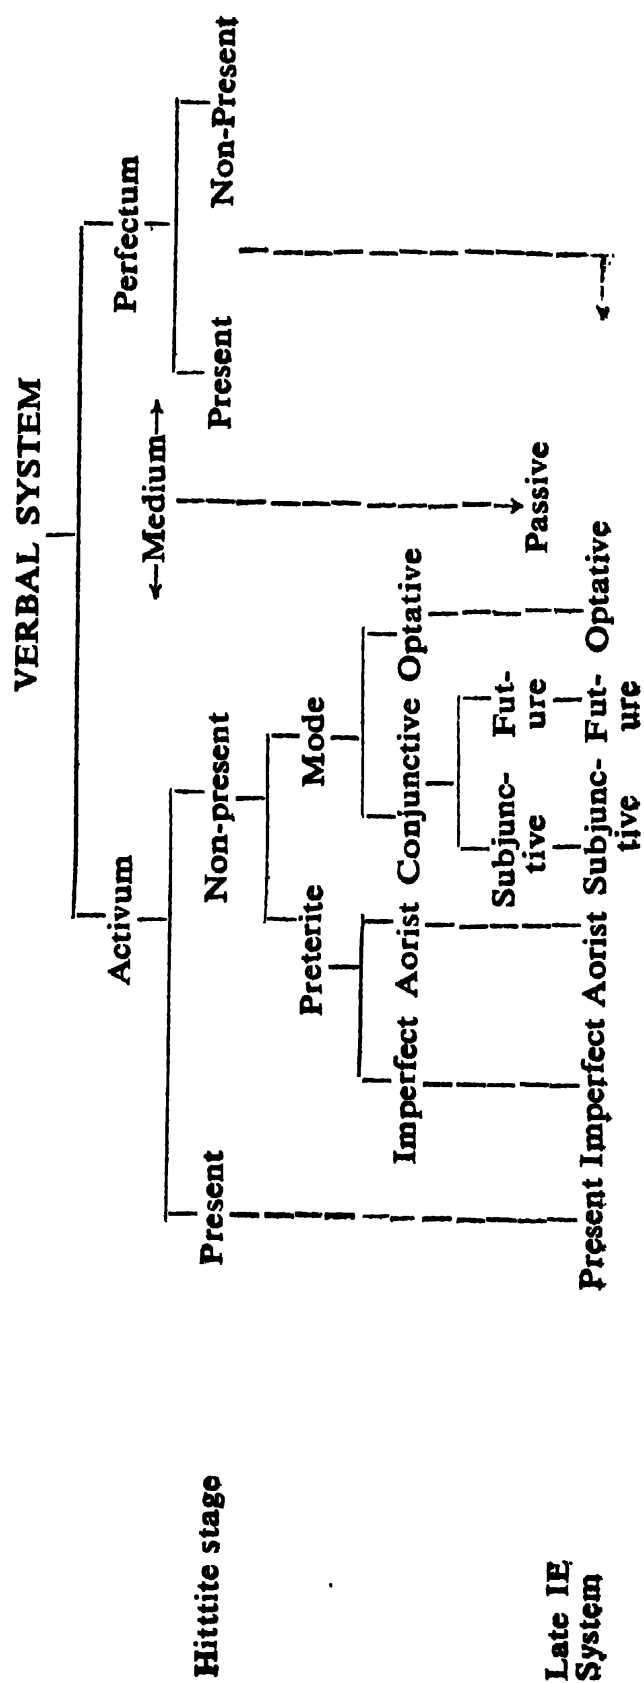 VERBAL SYSTEM
Activum
Perfectum
←Medium→
Hittite stage
Present
Non-present
Present
Non-Present
Preterite
Mode
Imperfect Aorist Conjunctive Optative
Subjunc-
tive
Fut-
ure
Passive
Late IE
System
Present Imperfect Aorist Subjunc-
tive
Fut-
ure
Optative